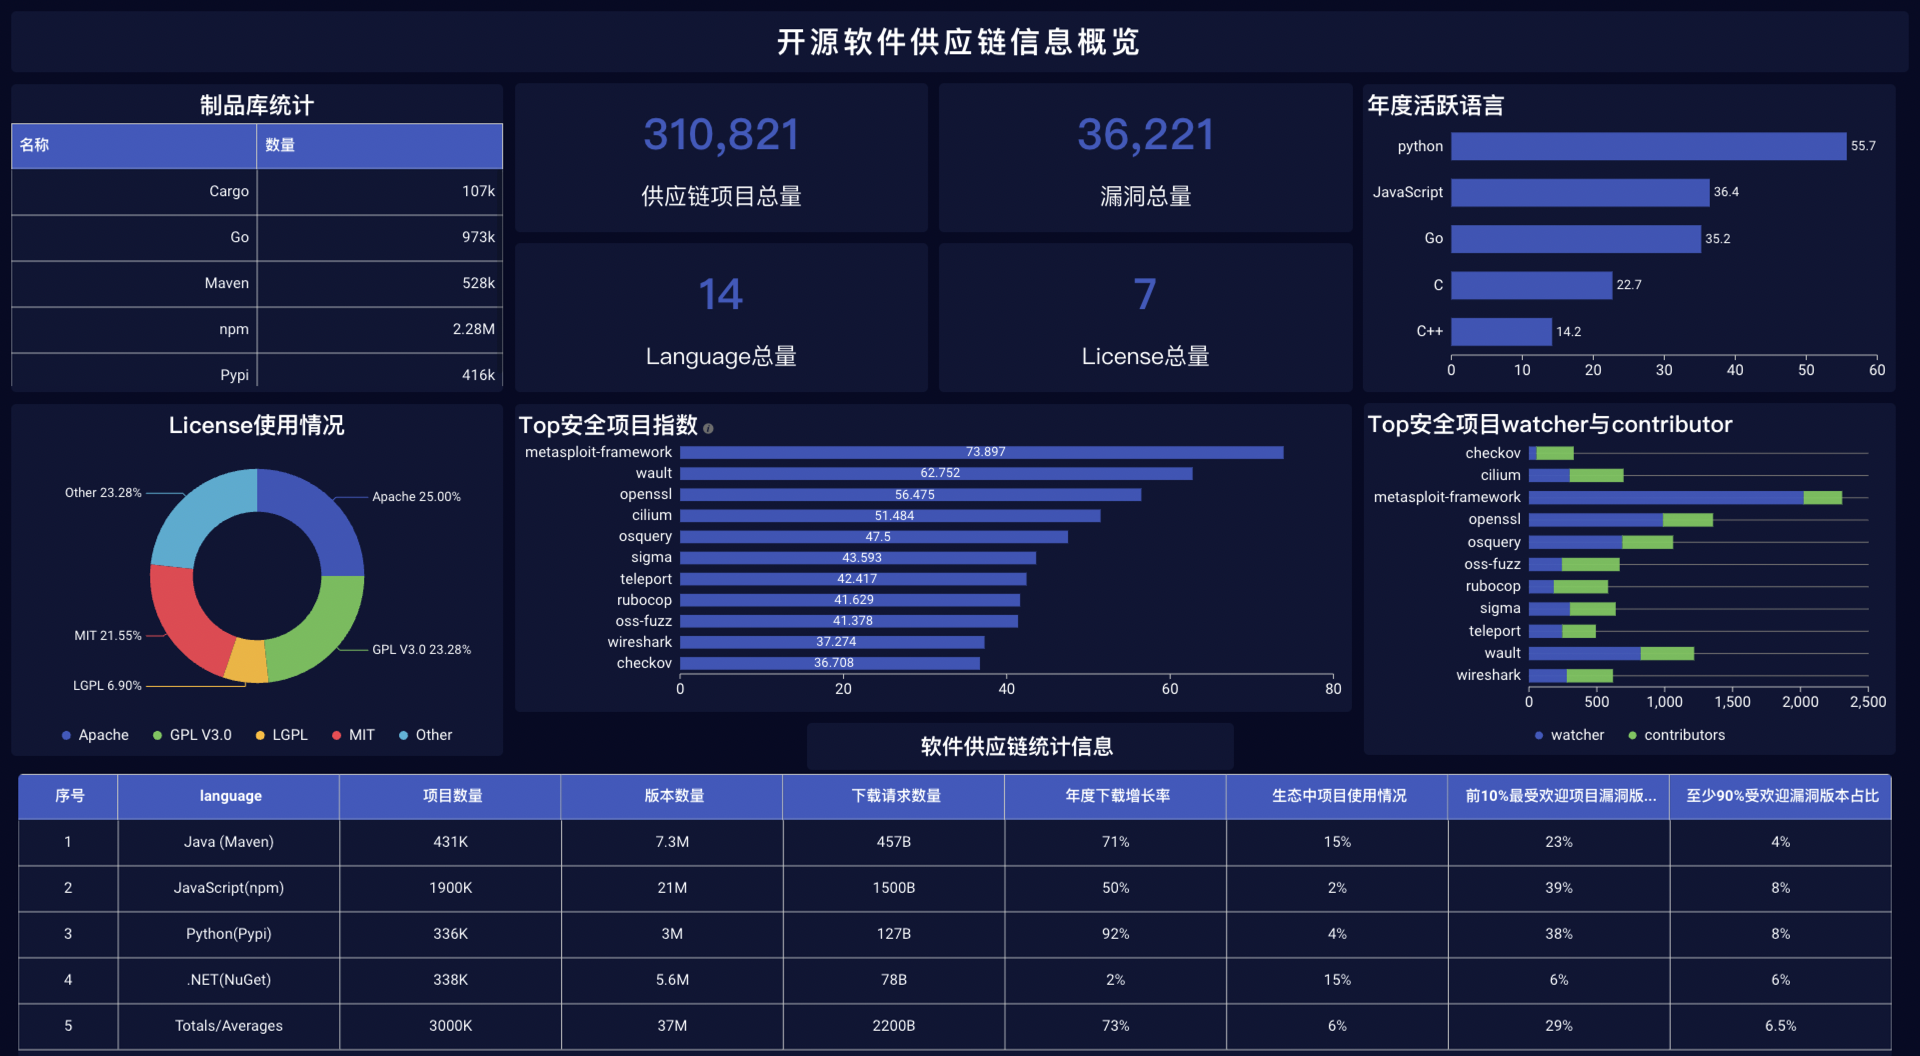 开源软件供应链信息概览
制品库统计
名称 数量
Cargo 107k
Go 973k
Maven 528k
npm 2.28M
Pypi 416k
310,821
供应链项目总量
36,221
漏洞总量
14
Language总量
7
License总量
年度活跃语言
python 55.7
JavaScript 36.4
Go 35.2
C 22.7
C++ 14.2
0 10 20 30 40 50 60
License使用情况
Other 23.28%
Apache 25.00%
MIT 21.55%
GPL V3.0 23.28%
LGPL 6.90%
Apache GPL V3.0 LGPL MIT Other
Top安全项目指数
metasploit-framework 73.897
wault 62.752
openssl 56.475
cilium 51.484
osquery 47.5
sigma 43.593
teleport 42.417
rubocop 41.629
oss-fuzz 41.378
wireshark 37.274
checkov 36.708
0 20 40 60 80
Top安全项目watcher与contributor
checkov
cilium
metasploit-framework
openssl
osquery
oss-fuzz
rubocop
sigma
teleport
wault
wireshark
0 500 1,000 1,500 2,000 2,500
watcher contributors
软件供应链统计信息
序号 language 项目数量 版本数量 下载请求数量 年度下载增长率 生态中项目使用情况 前10%最受欢迎项目漏洞版... 至少90%受欢迎漏洞版本占比
1 Java (Maven) 431K 7.3M 457B 71% 15% 23% 4%
2 JavaScript(npm) 1900K 21M 1500B 50% 2% 39% 8%
3 Python(Pypi) 336K 3M 127B 92% 4% 38% 8%
4 .NET(NuGet) 338K 5.6M 78B 2% 15% 6% 6%
5 Totals/Averages 3000K 37M 2200B 73% 6% 29% 6.5%